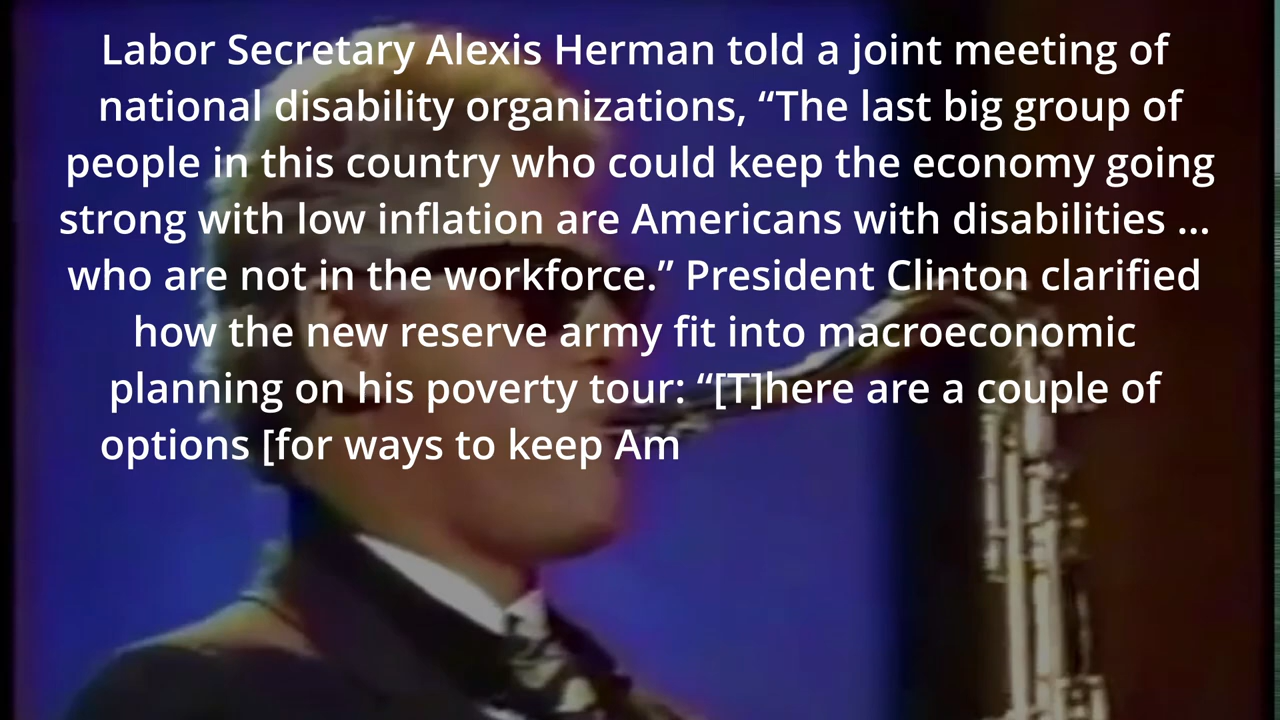 Labor Secretary Alexis Herman told a joint meeting of
national disability organizations, “The last big group of
people in this country who could keep the economy going
strong with low inflation are Americans with disabilities ...
who are not in the workforce.” President Clinton clarified
how the new reserve army fit into macroeconomic
planning on his poverty tour: “[T]here are a couple of
options [for ways to keep Am